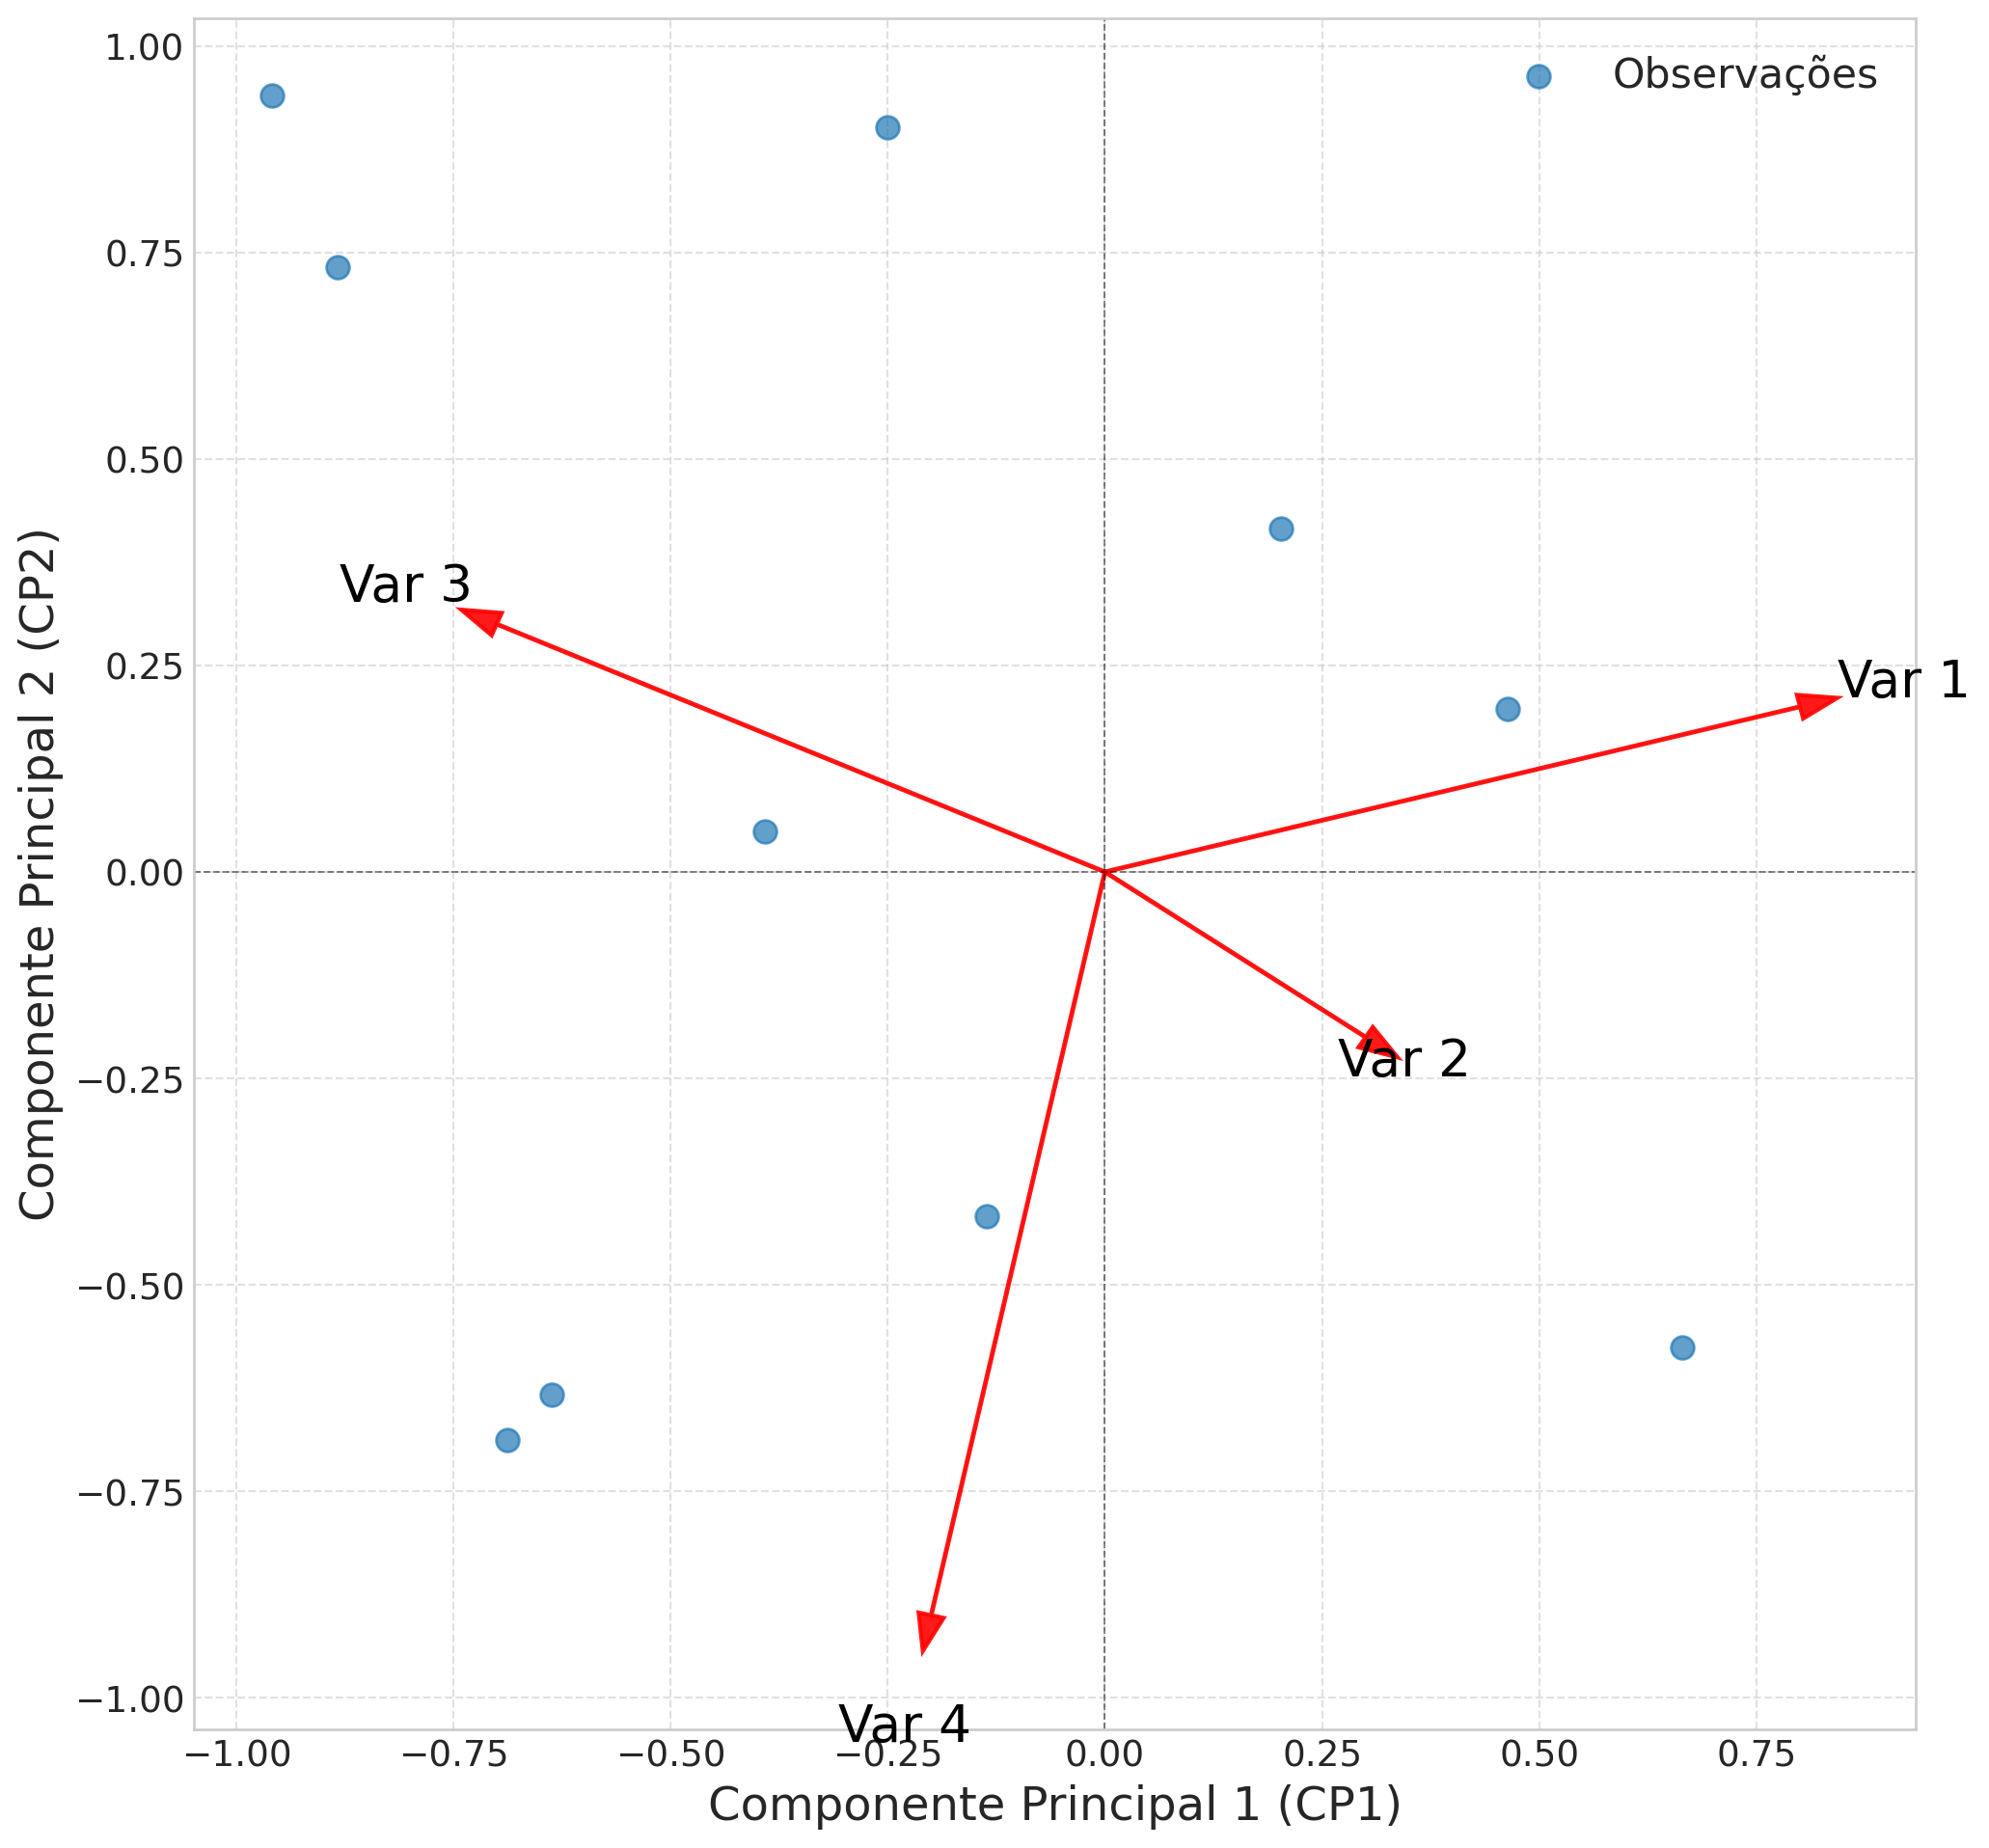 Observações
1.00
0.75
0.50
0.25
0.00
−0.25
−0.50
−0.75
−1.00
Componente Principal 2 (CP2)
Var 3
Var 1
Var 2
Var 4
−1.00 −0.75 −0.50 −0.25 0.00 0.25 0.50 0.75
Componente Principal 1 (CP1)